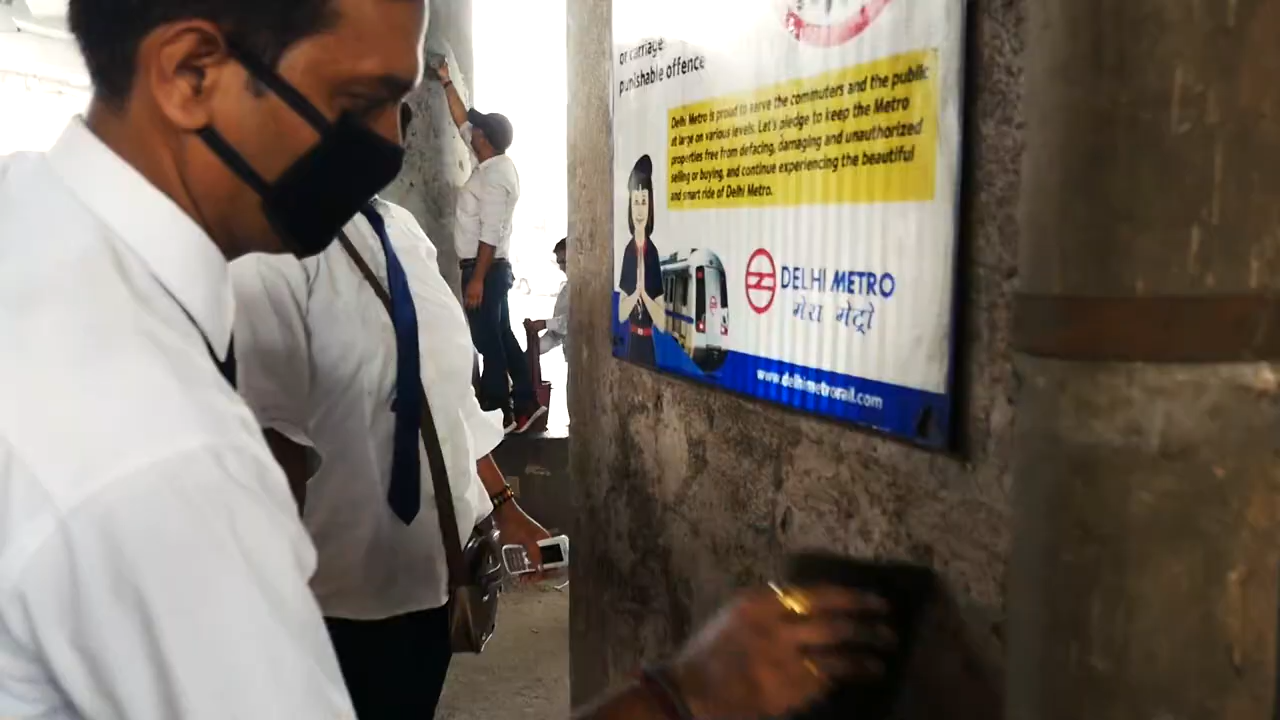 or carriage
punishable offence
Delhi Metro is proud to serve the commuters and the public
at large on various levels. Let's pledge to keep the Metro
properties free from defacing, damaging and unauthorized
selling or buying, and continue experiencing the beautiful
and smart ride of Delhi Metro.
DELHI METRO
मेरा मेट्रो
www.delhimetrorail.com